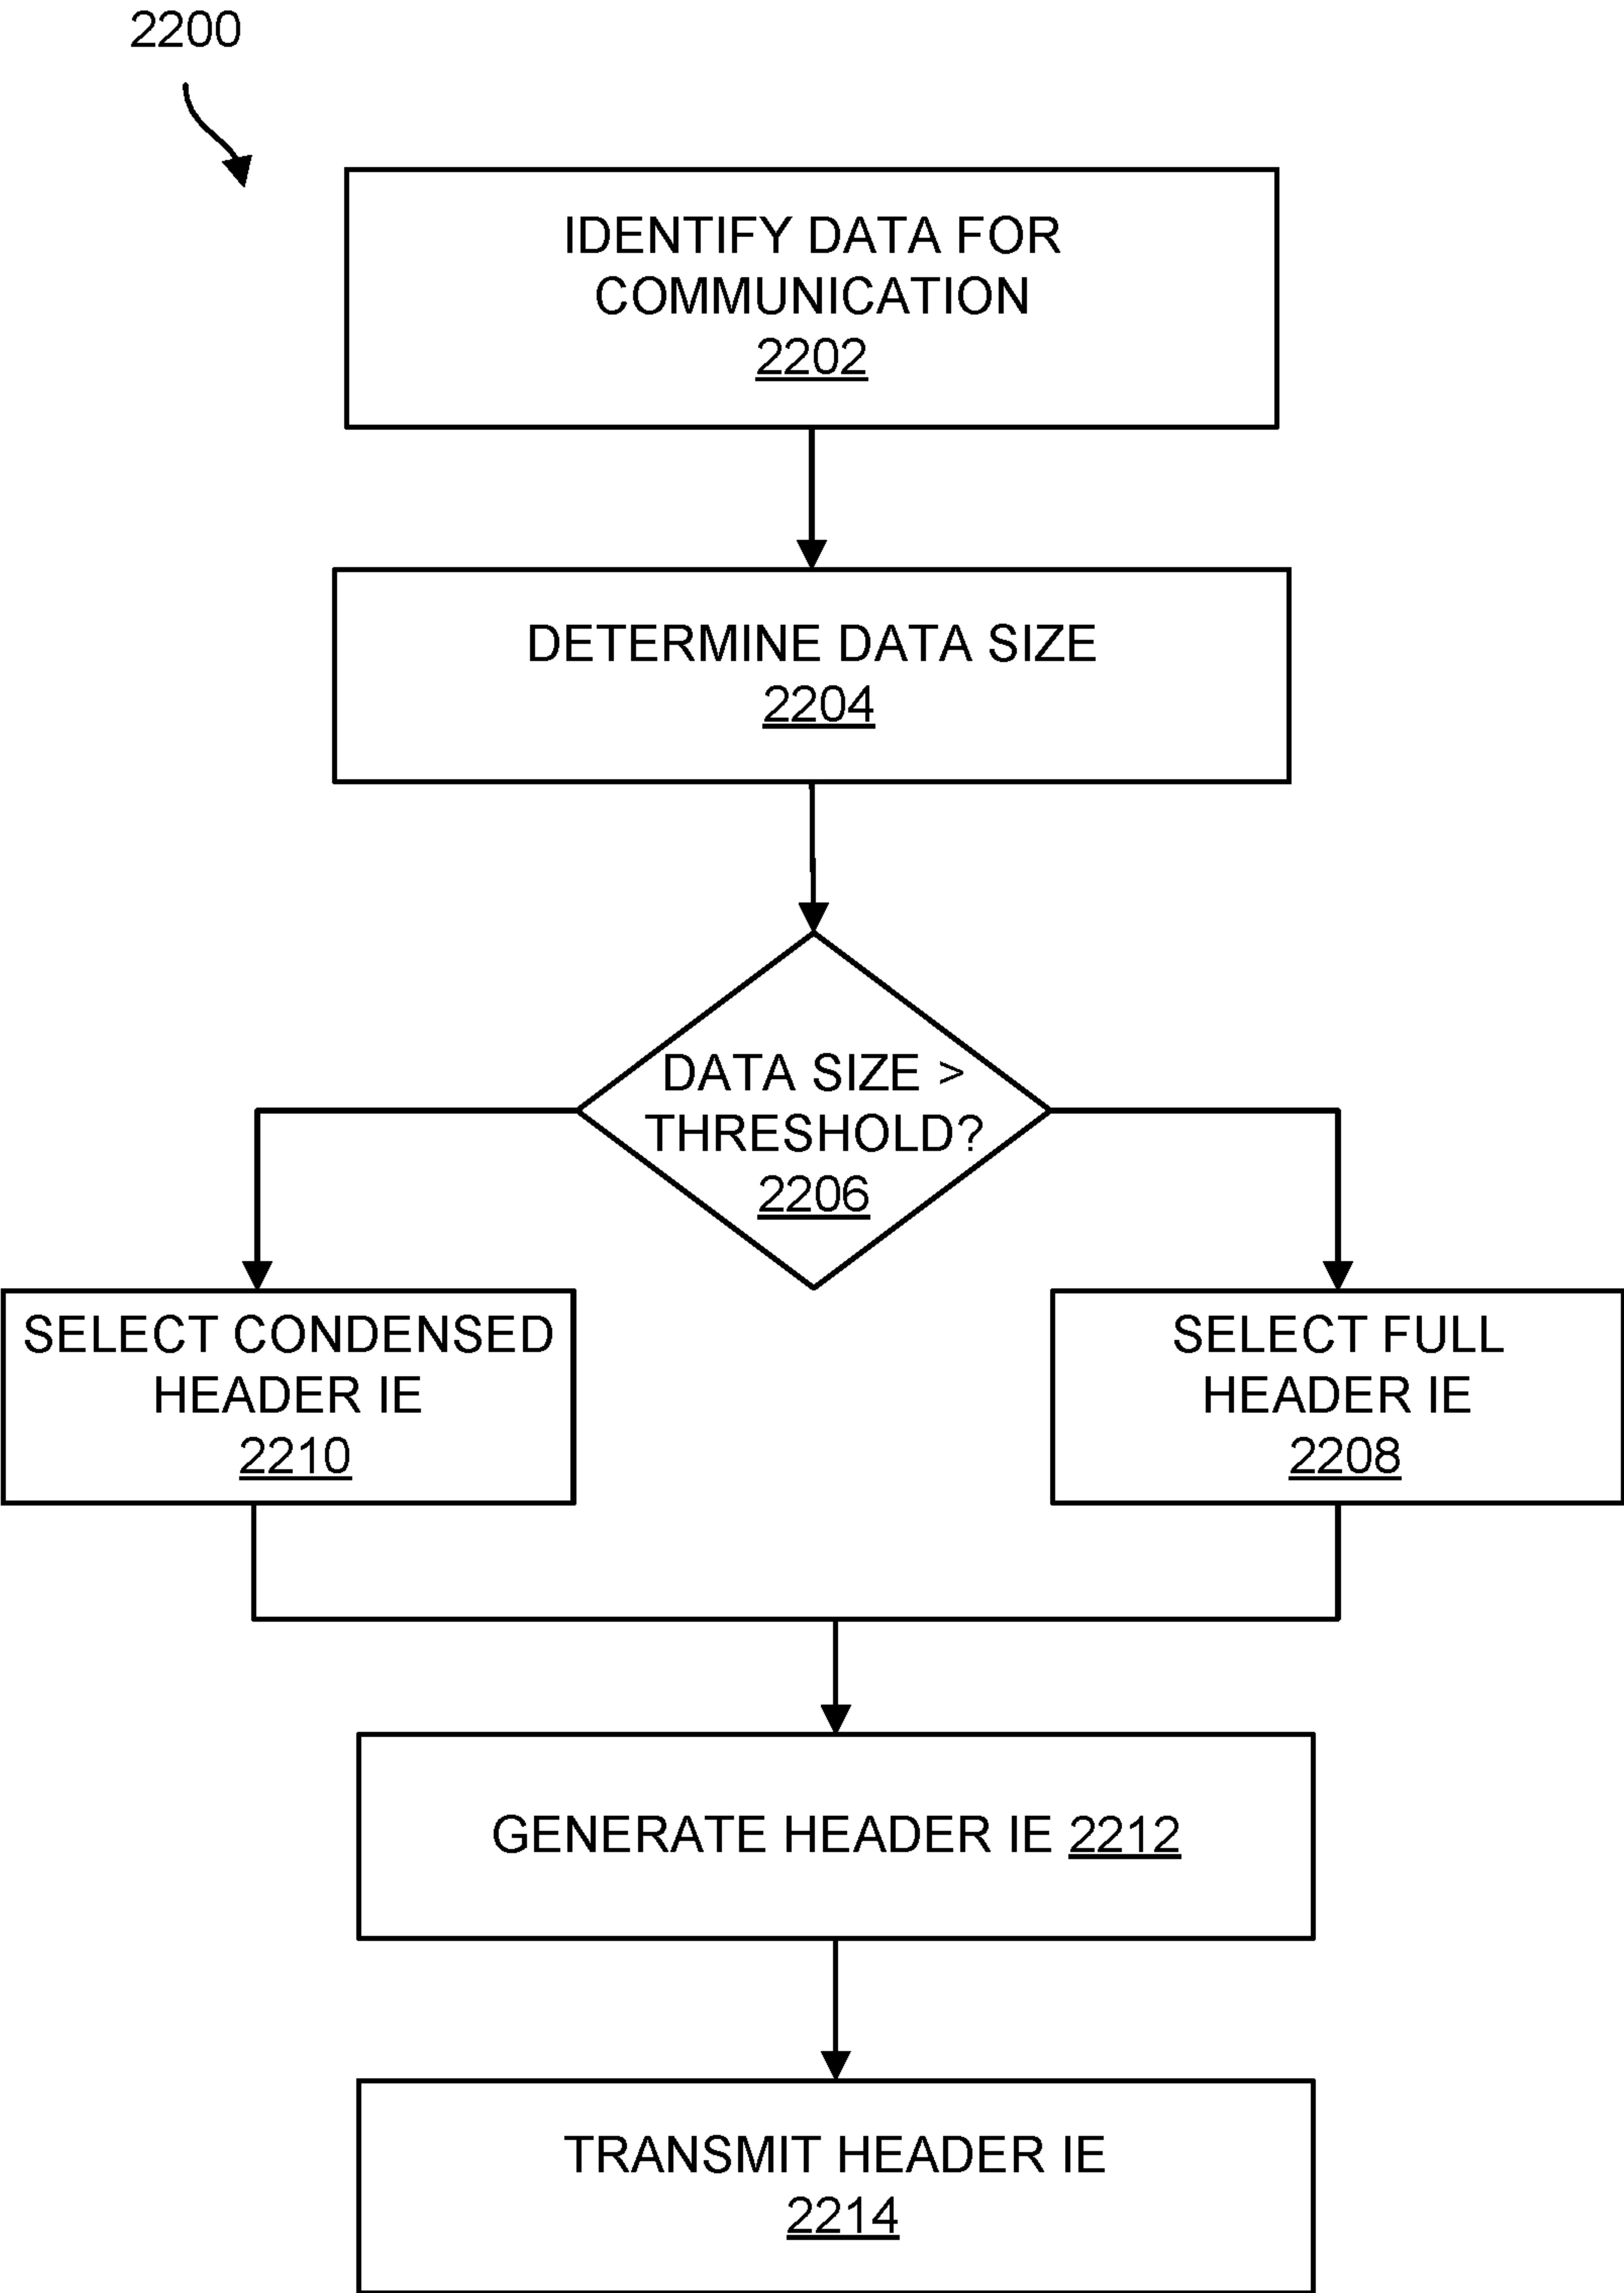 2200
IDENTIFY DATA FOR
COMMUNICATION
2202
DETERMINE DATA SIZE
2204
DATA SIZE >
THRESHOLD?
2206
SELECT CONDENSED
HEADER IE
2210
SELECT FULL
HEADER IE
2208
GENERATE HEADER IE 2212
TRANSMIT HEADER IE
2214